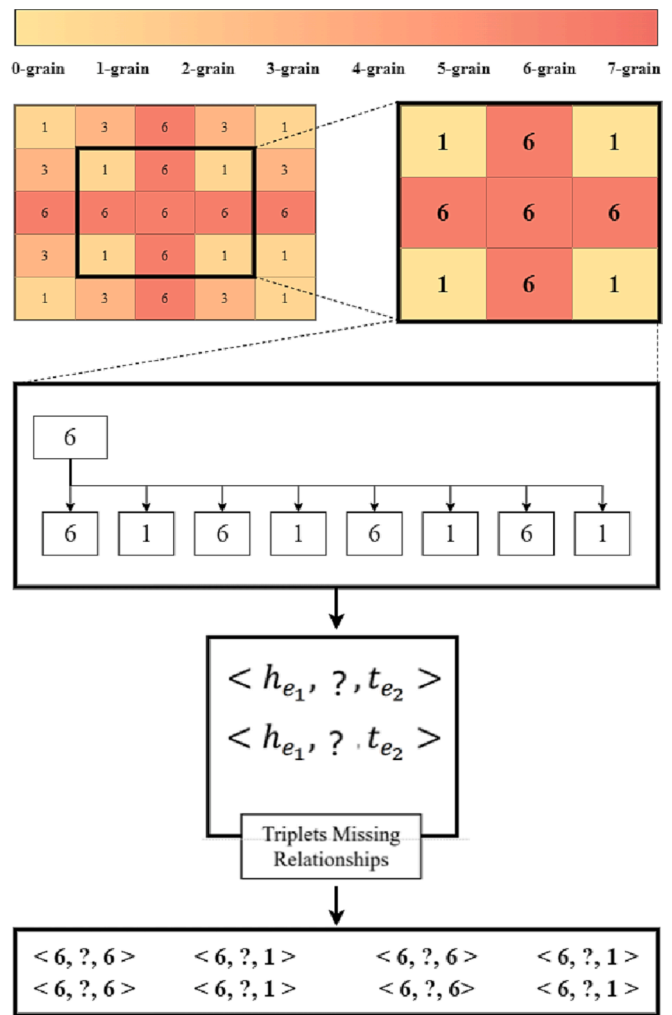 0-grain 1-grain 2-grain 3-grain 4-grain 5-grain 6-grain 7-grain
1 3 6 3 1
3 1 6 1 3
6 6 6 6 6
3 1 6 1 1
1 3 6 3 1
1 6 1
6 6 6
1 6 1
6
6 1 6 1 6 1 6 1
< h_{e_1}, ?, t_{e_2} >
< h_{e_1}, ? , t_{e_2} >
Triplets Missing
Relationships
< 6, ?, 6 > < 6, ?, 1 > < 6, ?, 6 > < 6, ?, 1 >
< 6, ?, 6 > < 6, ?, 1 > < 6, ?, 6> < 6, ?, 1 >